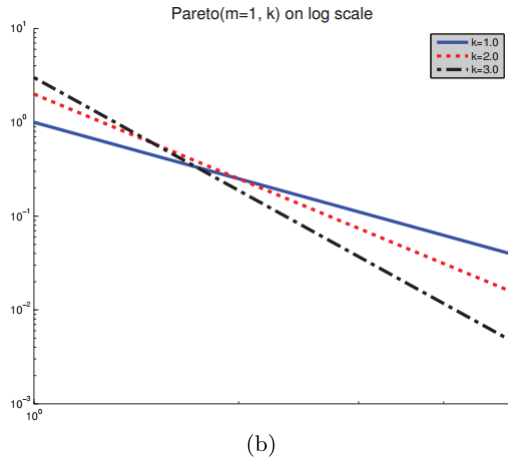 Pareto(m=1, k) on log scale
10¹
k=1.0
k=2.0
k=3.0
10⁰
10⁻¹
10⁻²
10⁻³
10⁰
(b)